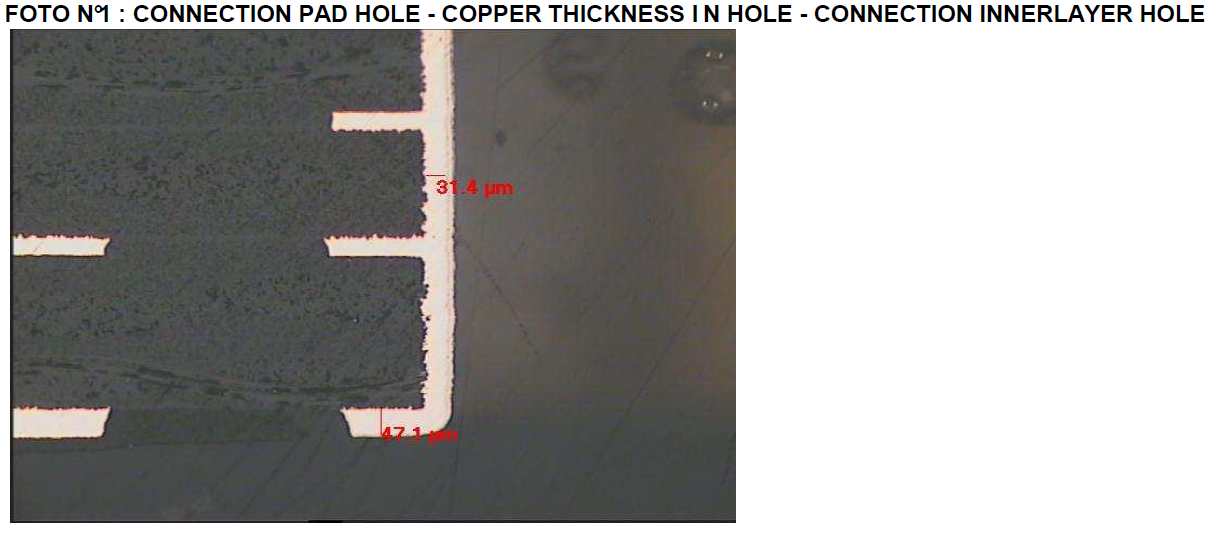 FOTO N°1 : CONNECTION PAD HOLE - COPPER THICKNESS I N HOLE - CONNECTION INNERLAYER HOLE
31.4 µm
47.1 µm